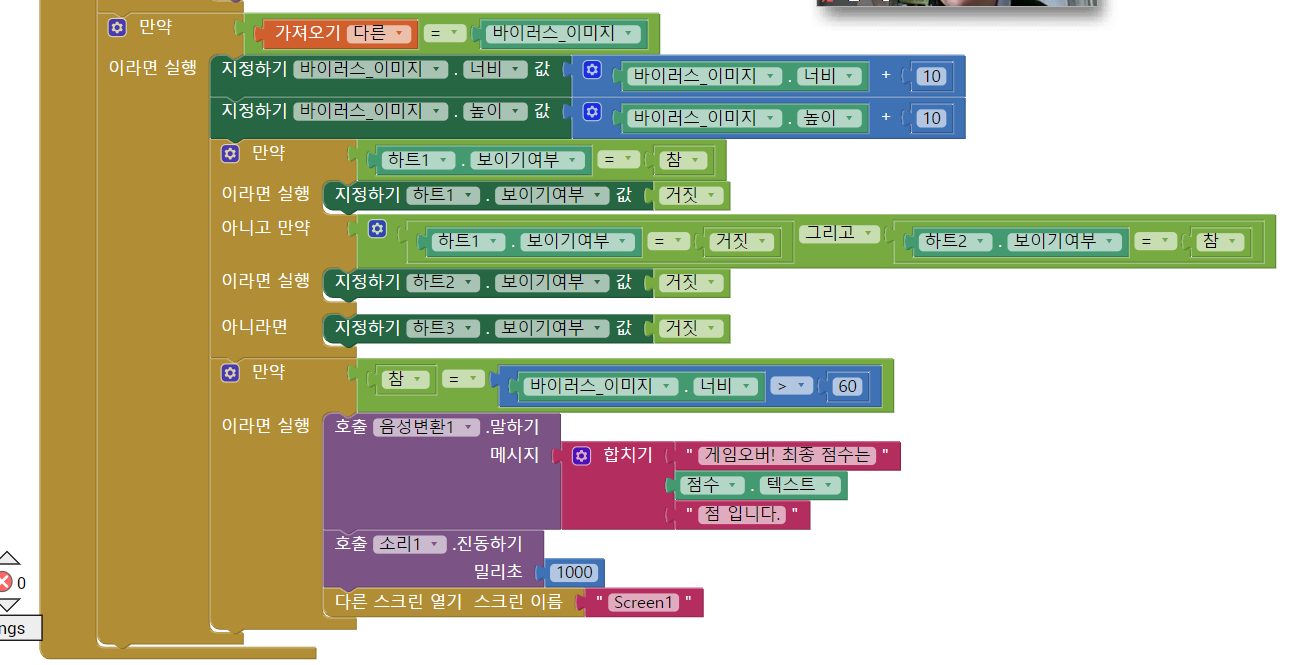 만약 가져오기 다른 = 바이러스_이미지
이라면 실행 지정하기 바이러스_이미지 . 너비 값 바이러스_이미지 . 너비 + 10
지정하기 바이러스_이미지 . 높이 값 바이러스_이미지 . 높이 + 10
만약 하트1 . 보이기여부 = 참
이라면 실행 지정하기 하트1 . 보이기여부 값 거짓
아니고 만약 하트1 . 보이기여부 = 거짓 그리고 하트2 . 보이기여부 = 참
이라면 실행 지정하기 하트2 . 보이기여부 값 거짓
아니라면 지정하기 하트3 . 보이기여부 값 거짓
만약 참 = 바이러스_이미지 . 너비 > 60
이라면 실행 호출 음성변환1 .말하기
메시지 합치기 " 게임오버! 최종 점수는 "
점수 . 텍스트
" 점 입니다. "
호출 소리1 .진동하기
밀리초 1000
0
다른 스크린 열기 스크린 이름 " Screen1 "
ngs